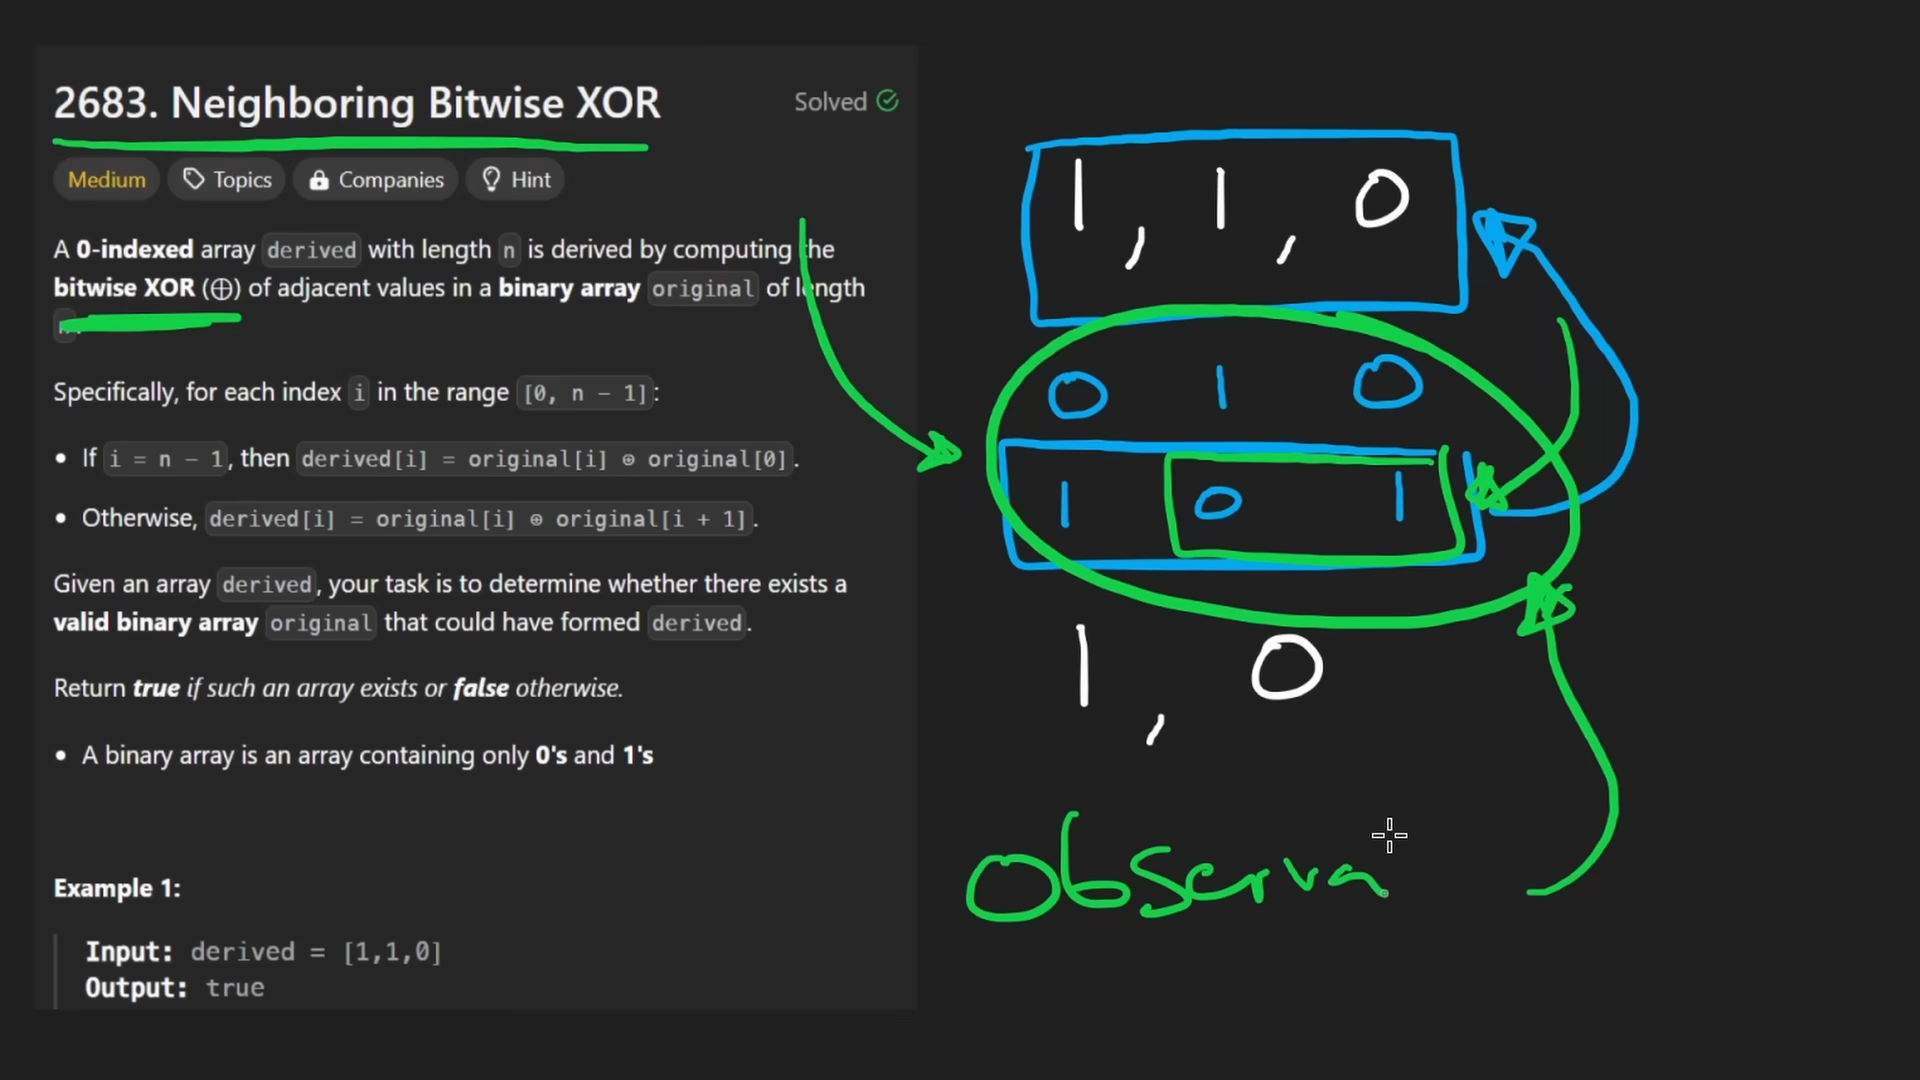 2683. Neighboring Bitwise XOR
Solved
Medium Topics Companies Hint
A 0-indexed array derived with length n is derived by computing the
bitwise XOR (⊕) of adjacent values in a binary array original of length
Specifically, for each index i in the range [0, n - 1]:
• If i = n - 1, then derived[i] = original[i] ⊕ original[0].
• Otherwise, derived[i] = original[i] ⊕ original[i + 1].
Given an array derived, your task is to determine whether there exists a
valid binary array original that could have formed derived.
Return true if such an array exists or false otherwise.
• A binary array is an array containing only 0's and 1's
Example 1:
Input: derived = [1,1,0]
Output: true
1, 1, 0
0 1 0
1 0 1
1, 0
observa